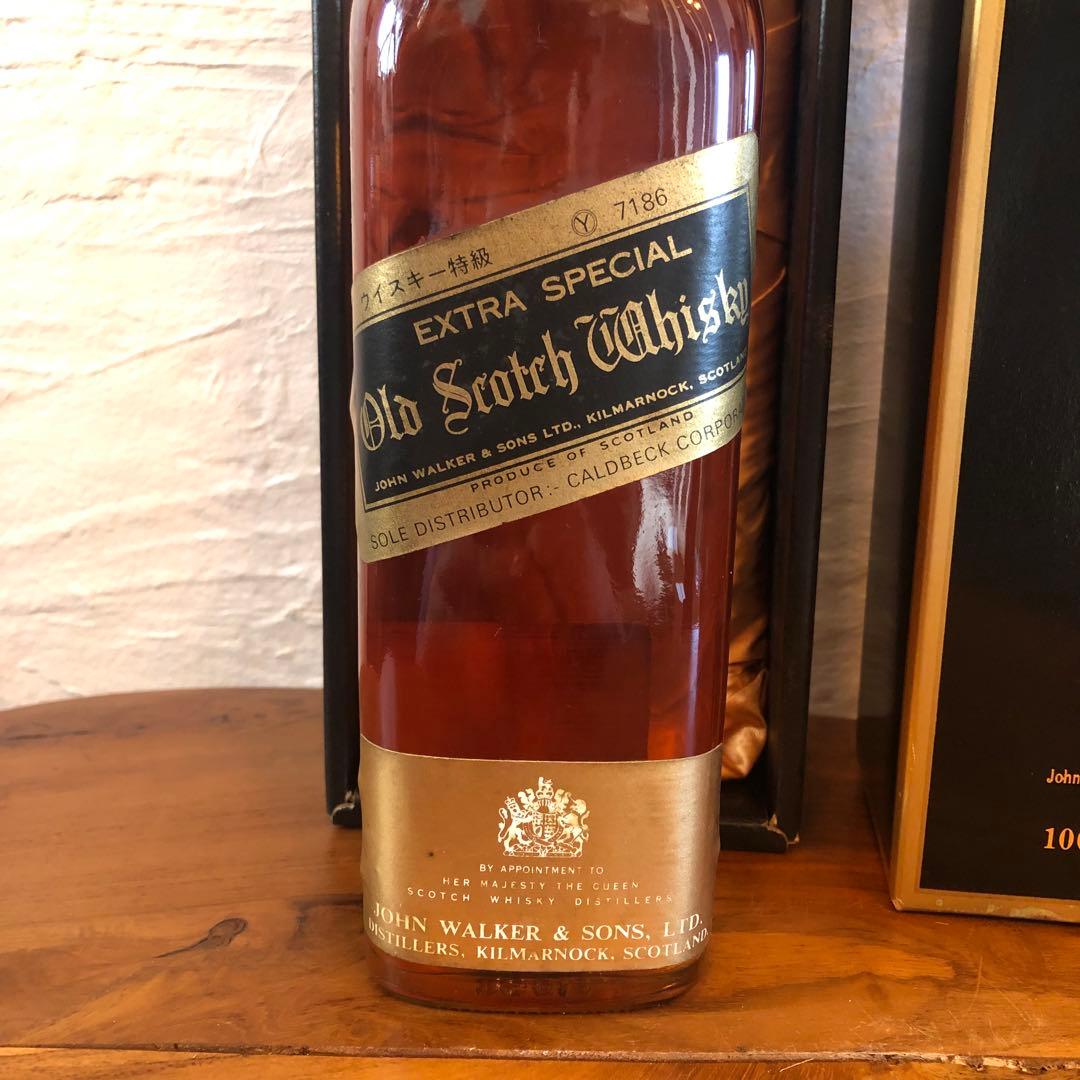 ウイスキー特級 Ⓨ 7186
EXTRA SPECIAL
Old Scotch Whisky
JOHN WALKER & SONS LTD., KILMARNOCK, SCOTLAND
PRODUCE OF SCOTLAND
SOLE DISTRIBUTOR:- CALDBECK CORPOR
BY APPOINTMENT TO
HER MAJESTY THE QUEEN
SCOTCH WHISKY DISTILLERS
JOHN WALKER & SONS, LTD.
DISTILLERS, KILMARNOCK, SCOTLAND.
John
100